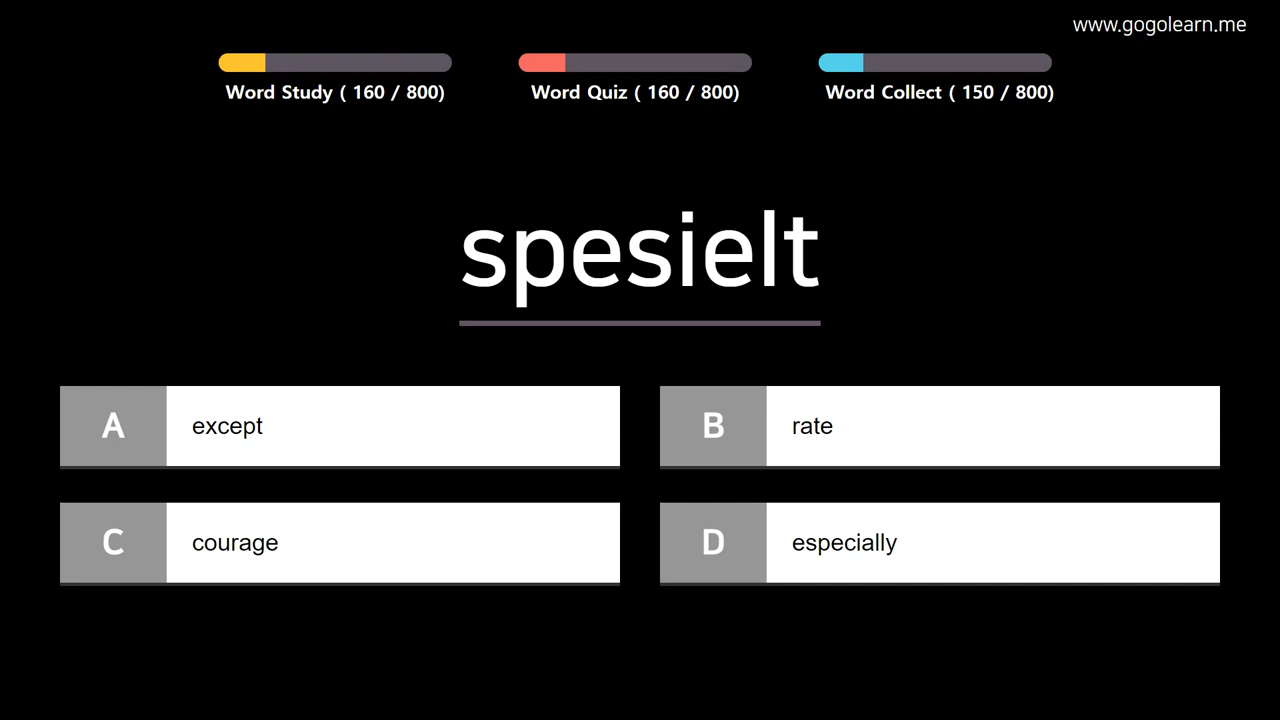 www.gogolearn.me
Word Study ( 160 / 800)
Word Quiz ( 160 / 800)
Word Collect ( 150 / 800)
spesielt
A except
B rate
C courage
D especially